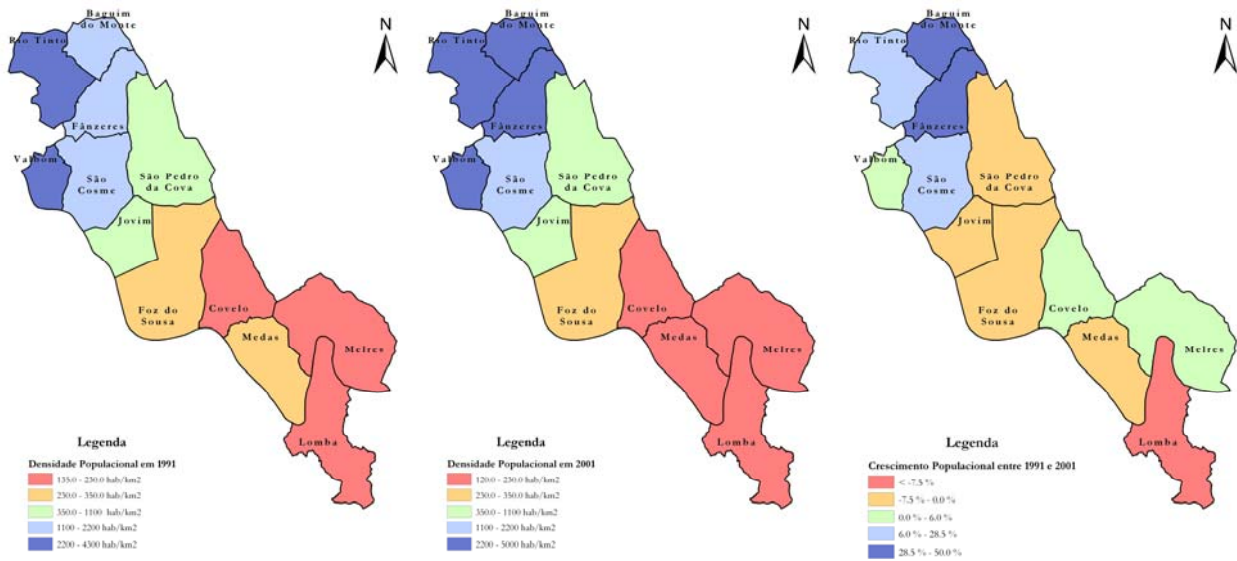 Baguim
do Monte
Rio Tinto
Fânzeres
Valbom
São
Cosme
São Pedro
da Cova
Jovim
Foz do
Sousa
Covelo
Medas
Melres
Lomba
N
Legenda
Densidade Populacional em 1991
135.0 - 230.0 hab/km2
230.0 - 350.0 hab/km2
350.0 - 1100 hab/km2
1100 - 2200 hab/km2
2200 - 4300 hab/km2
Baguim
do Monte
Rio Tinto
Fânzeres
Valbom
São
Cosme
São Pedro
da Cova
Jovim
Foz do
Sousa
Covelo
Medas
Melres
Lomba
N
Legenda
Densidade Populacional em 2001
120.0 - 230.0 hab/km2
230.0 - 350.0 hab/km2
350.0 - 1100 hab/km2
1100 - 2200 hab/km2
2200 - 5000 hab/km2
Baguim
do Monte
Rio Tinto
Fânzeres
Valbom
São
Cosme
São Pedro
da Cova
Jovim
Foz do
Sousa
Covelo
Medas
Melres
Lomba
N
Legenda
Crescimento Populacional entre 1991 e 2001
< -7.5 %
-7.5 % - 0.0 %
0.0 % - 6.0 %
6.0 % - 28.5 %
28.5 % - 50.0 %